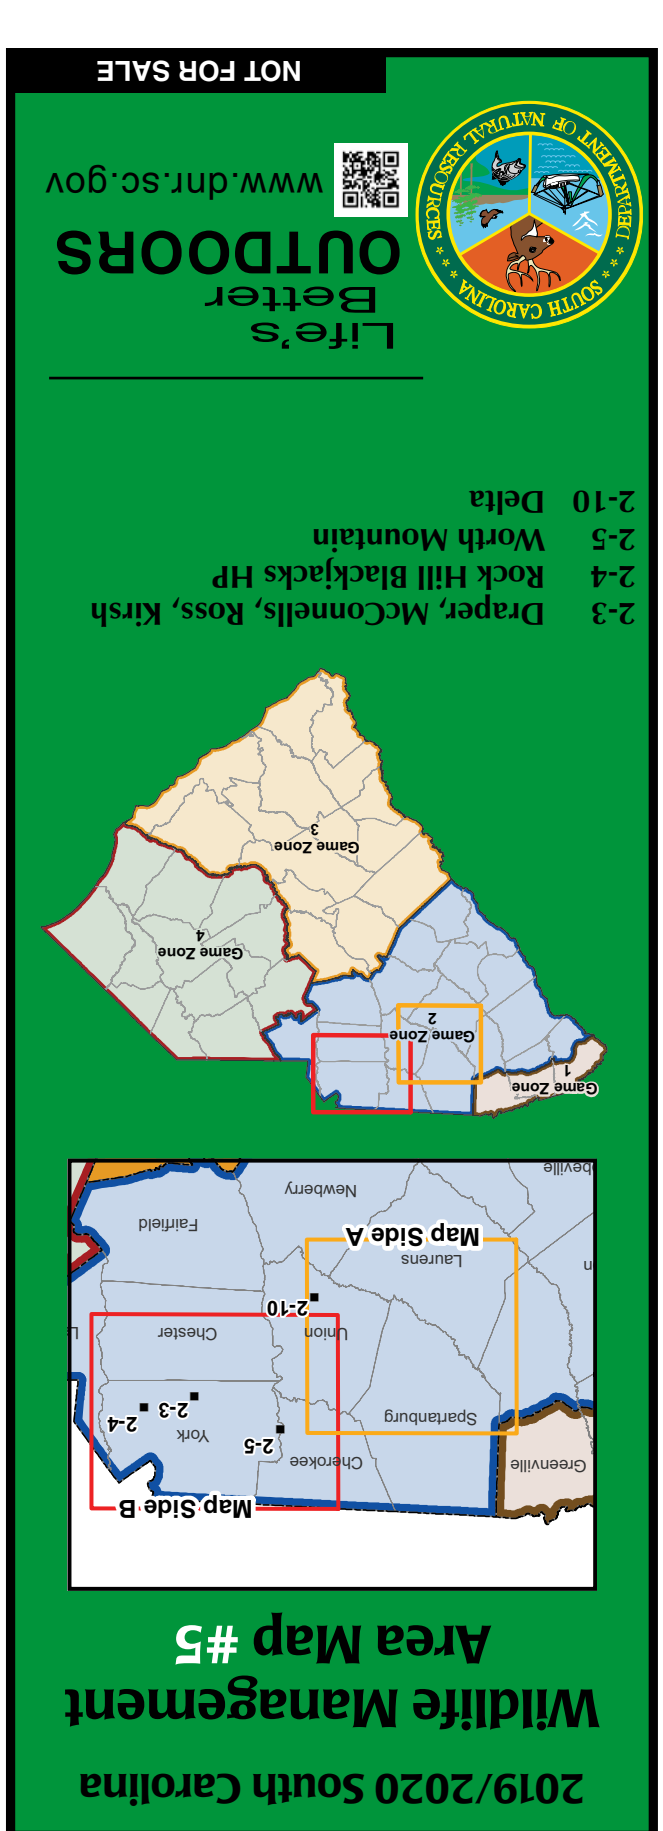 2019/2020 South Carolina
Wildlife Management
Area Map #5
Map Side B
Greenville
Cherokee
2-5
York
2-3
2-4
Spartanburg
Union
Chester
2-10
Laurens
Map Side A
Fairfield
Newberry
Game Zone
1
Game Zone
2
Game Zone
4
Game Zone
3
2-3 Draper, McConnells, Ross, Kirsh
2-4 Rock Hill Blackjacks HP
2-5 Worth Mountain
2-10 Delta
Life's
Better
OUTDOORS
www.dnr.sc.gov
SOUTH CAROLINA
DEPARTMENT OF NATURAL RESOURCES
NOT FOR SALE